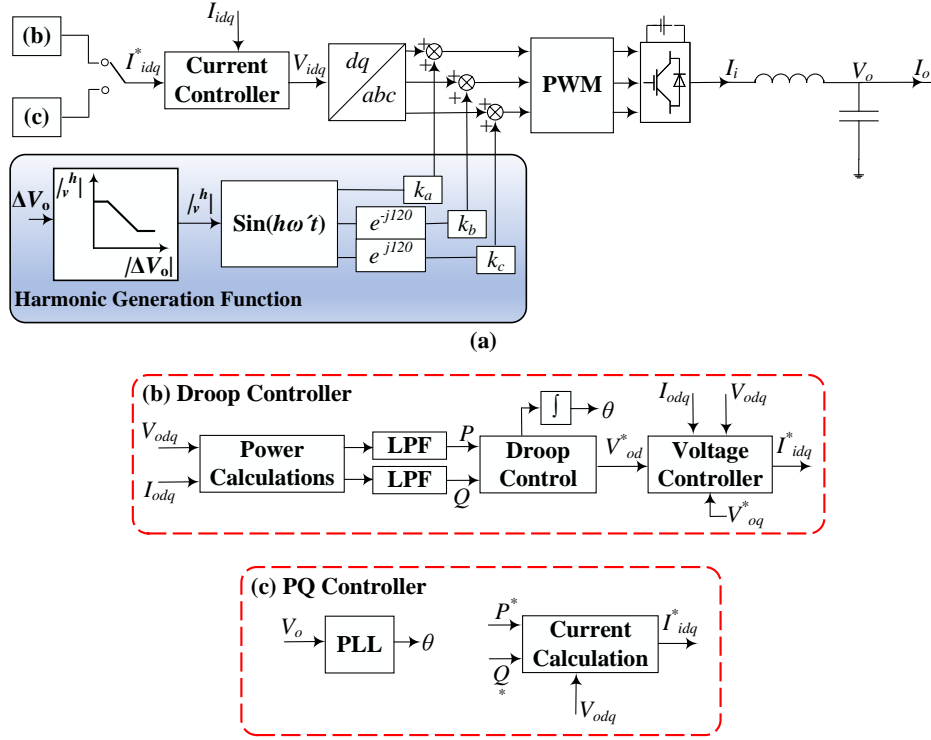 (b)
(c)
I*idq
Iidq
Current
Controller
Vidq
dq
abc
+
+
+
+
+
+
PWM
Ii
Vo
Io
ΔVo
|v^h|
|ΔVo|
|v^h|
Sin(hω´t)
e^-j120
e^j120
ka
kb
kc
Harmonic Generation Function
(a)
(b) Droop Controller
Vodq
Iodq
Power
Calculations
LPF
LPF
P
Q
Droop
Control
∫
θ
V*od
Iodq
Vodq
Voltage
Controller
I*idq
V*oq
(c) PQ Controller
Vo
PLL
θ
P*
Q
*
Current
Calculation
I*idq
Vodq